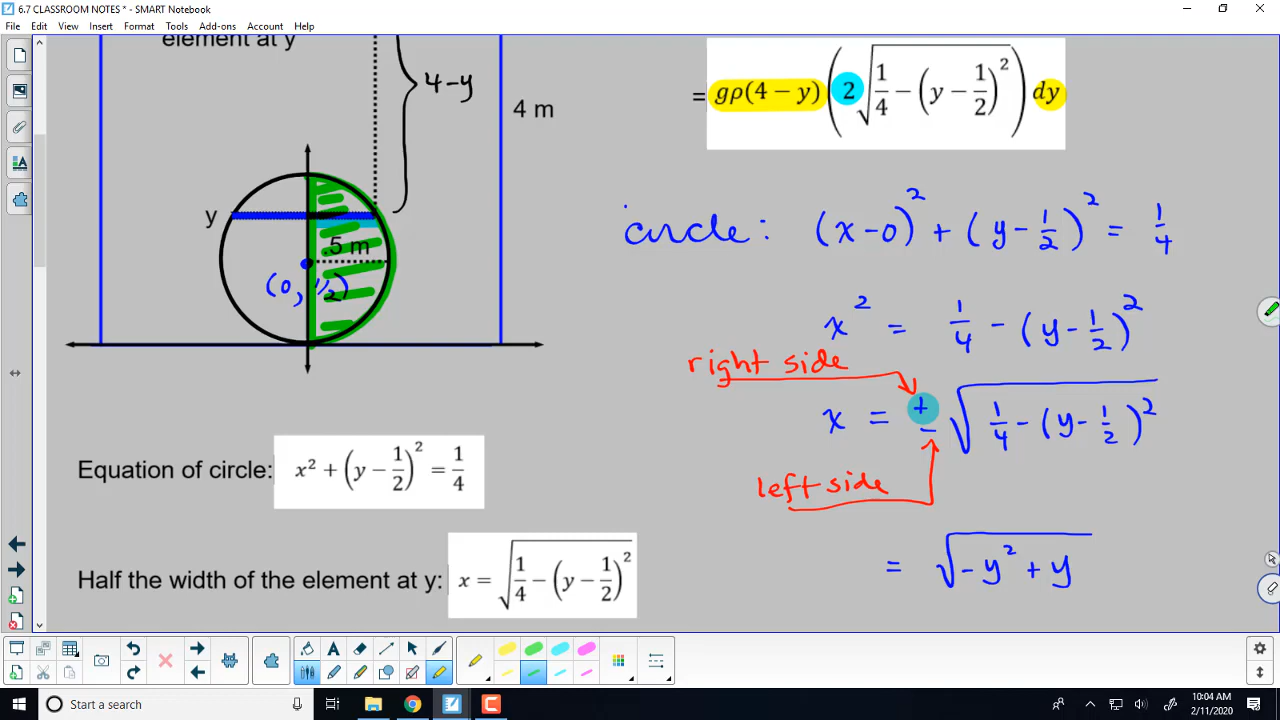 6.7 CLASSROOM NOTES * - SMART Notebook
File Edit View Insert Format Tools Add-ons Account Help
element at y
4-y
4 m
y
.5 m
(0, 1/2)
Equation of circle: x² + (y − 1/2)² = 1/4
Half the width of the element at y: x = √(1/4 − (y − 1/2)²)
= gρ(4 − y) (2√(1/4 − (y − 1/2)²)) dy
circle: (x-0)² + (y-1/2)² = 1/4
x² = 1/4 - (y-1/2)²
right side
x = ± √(1/4 - (y-1/2)²)
left side
= √(-y² + y)
Start a search
10:04 AM
2/11/2020